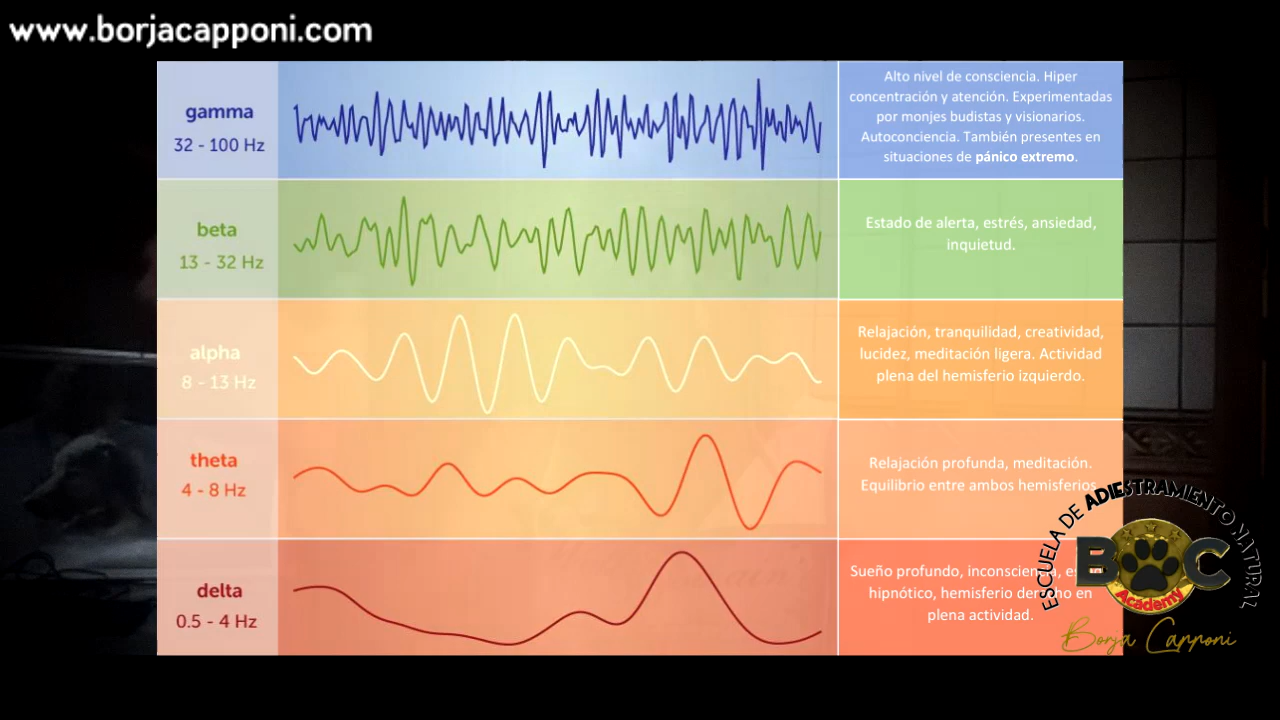 www.borjacapponi.com
gamma
32 - 100 Hz
Alto nivel de consciencia. Hiper
concentración y atención. Experimentadas
por monjes budistas y visionarios.
Autoconciencia. También presentes en
situaciones de pánico extremo.
beta
13 - 32 Hz
Estado de alerta, estrés, ansiedad,
inquietud.
alpha
8 - 13 Hz
Relajación, tranquilidad, creatividad,
lucidez, meditación ligera. Actividad
plena del hemisferio izquierdo.
theta
4 - 8 Hz
Relajación profunda, meditación.
Equilibrio entre ambos hemisferios
delta
0.5 - 4 Hz
Sueño profundo,
hipnótico, hemisferio en
plena actividad.
ESCUELA DE ADIESTRAMIENTO NATURAL
B C
Academy
Borja Capponi